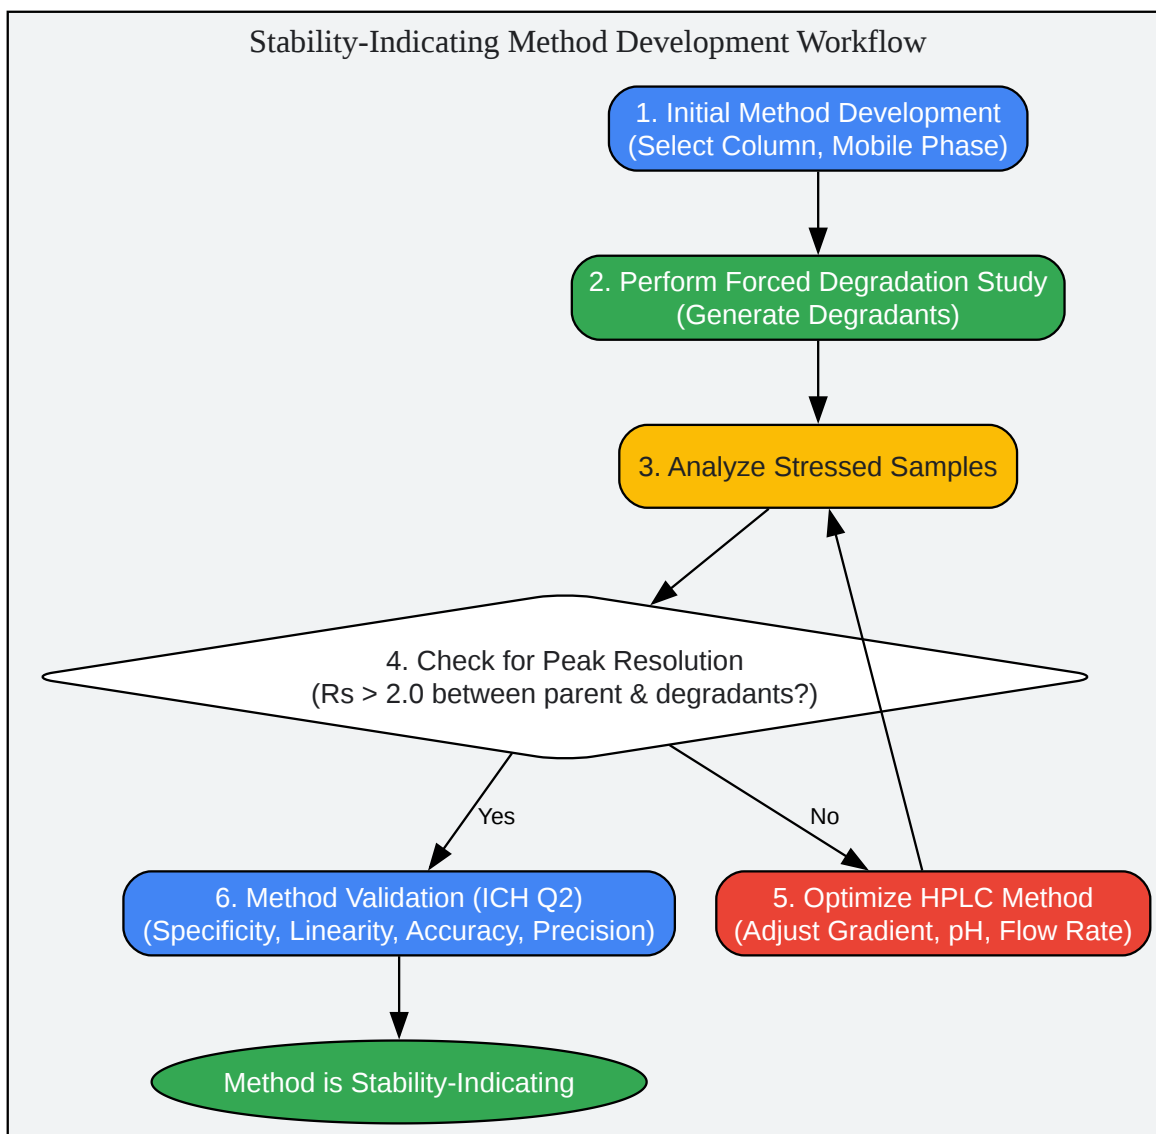 Stability-Indicating Method Development Workflow
1. Initial Method Development
(Select Column, Mobile Phase)
2. Perform Forced Degradation Study
(Generate Degradants)
3. Analyze Stressed Samples
4. Check for Peak Resolution
(Rs > 2.0 between parent & degradants?)
Yes
No
6. Method Validation (ICH Q2)
(Specificity, Linearity, Accuracy, Precision)
5. Optimize HPLC Method
(Adjust Gradient, pH, Flow Rate)
Method is Stability-Indicating